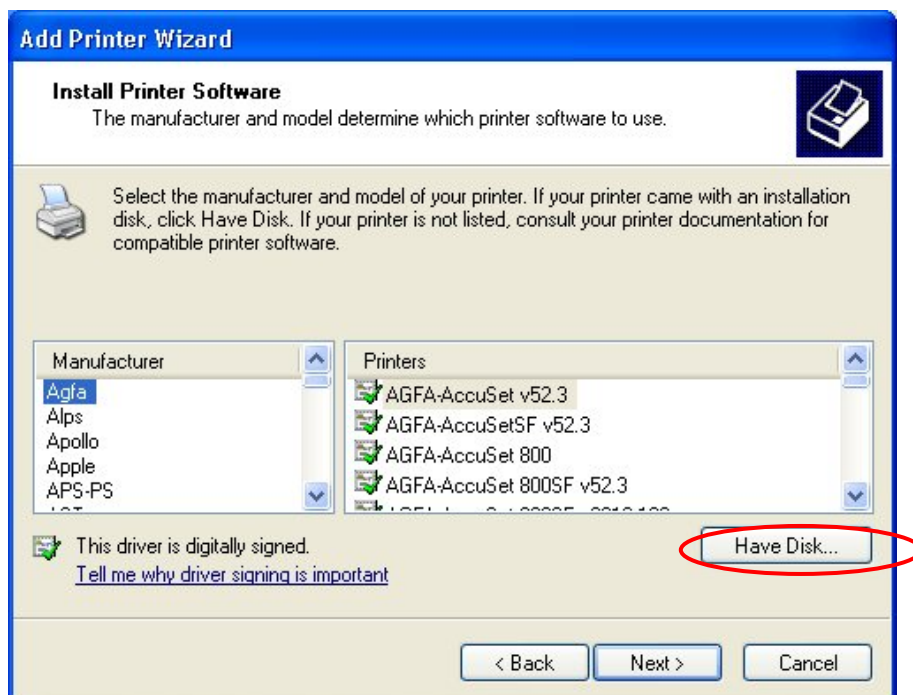 Add Printer Wizard
Install Printer Software
The manufacturer and model determine which printer software to use.
Select the manufacturer and model of your printer. If your printer came with an installation
disk, click Have Disk. If your printer is not listed, consult your printer documentation for
compatible printer software.
Manufacturer
Agfa
Alps
Apollo
Apple
APS-PS
Printers
AGFA-AccuSet v52.3
AGFA-AccuSetSF v52.3
AGFA-AccuSet 800
AGFA-AccuSet 800SF v52.3
This driver is digitally signed.
Tell me why driver signing is important
Have Disk...
< Back
Next >
Cancel